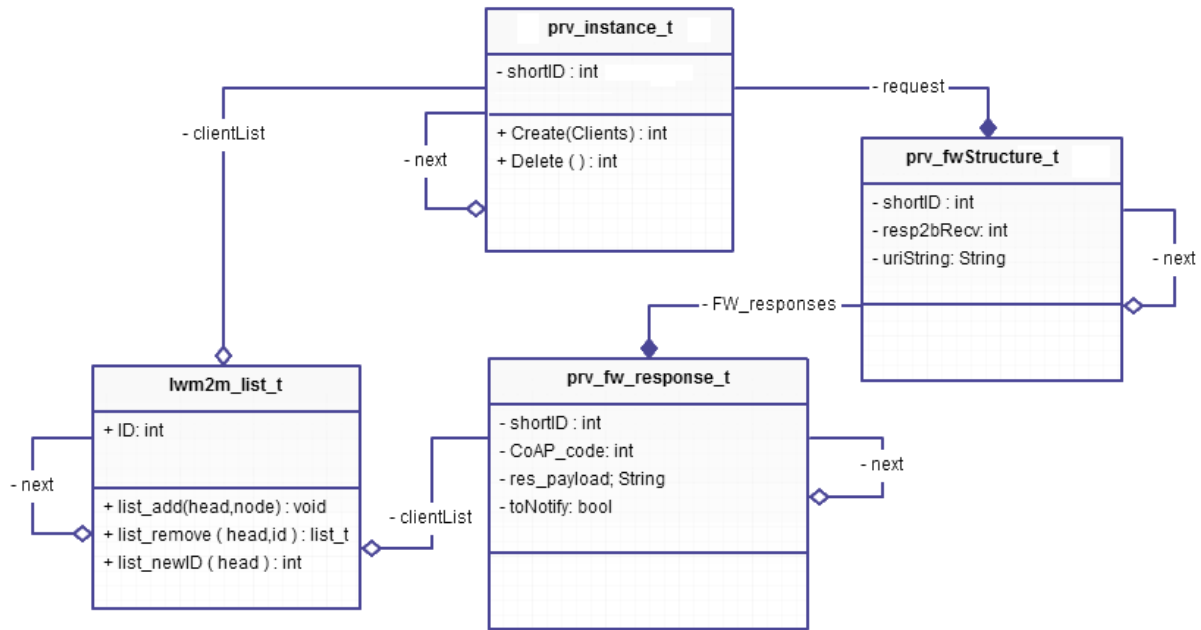 prv_instance_t
- shortID : int
- request
- clientList
+ Create(Clients) : int
- next
+ Delete ( ) : int
prv_fwStructure_t
- shortID : int
- resp2bRecv: int
- uriString: String
- next
- FW_responses
lwm2m_list_t
+ ID: int
- next
+ list_add(head,node) : void
+ list_remove ( head,id ) : list_t
+ list_newID ( head ) : int
prv_fw_response_t
- shortID : int
- CoAP_code: int
- res_payload; String
- toNotify: bool
- next
- clientList